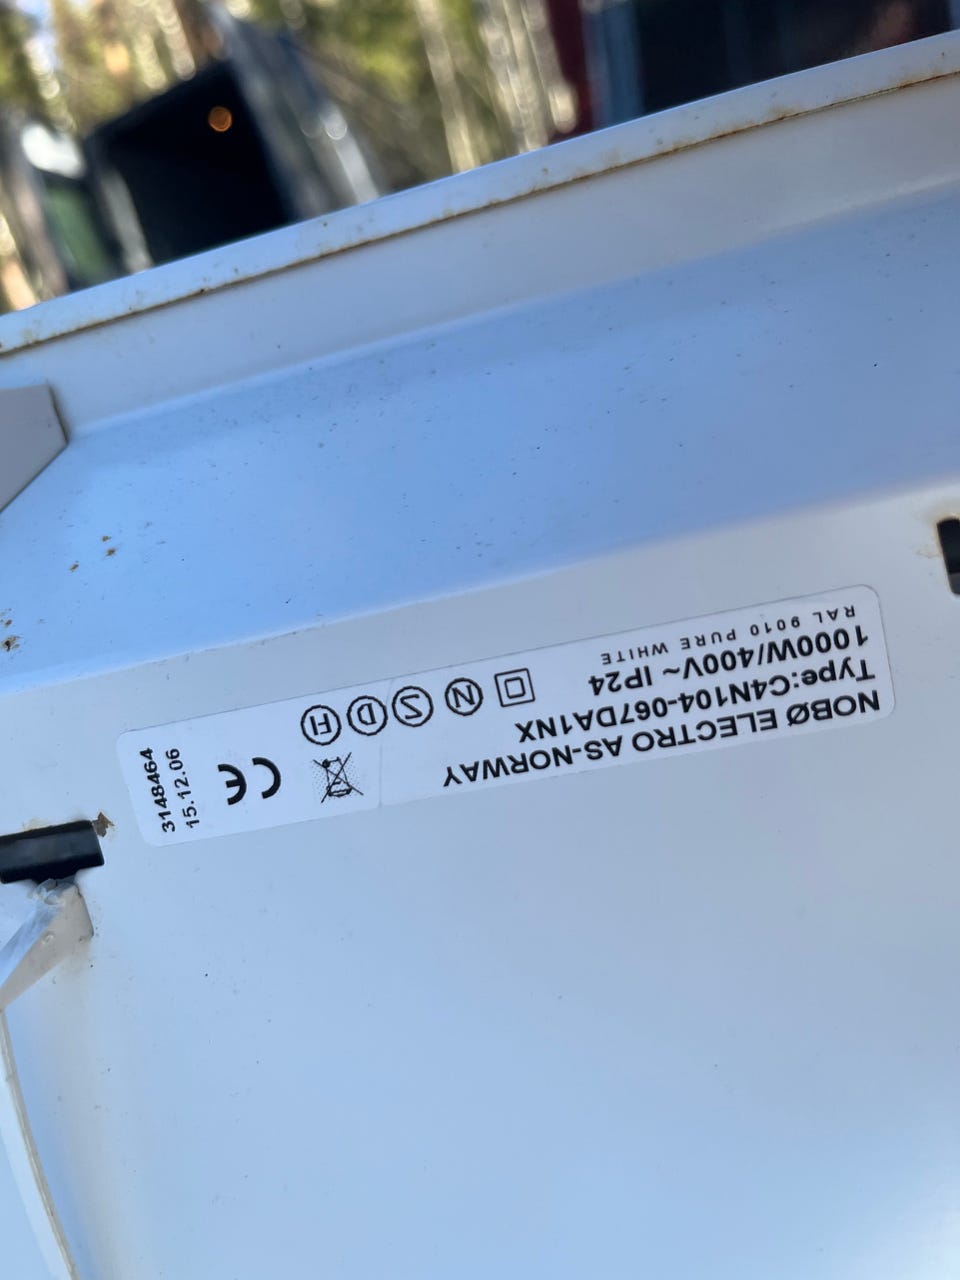 NOBØ ELECTRO AS-NORWAY
Type:C4N104-067DA1NX
1000W/400V~ IP24
RAL 9010 PURE WHITE
N S D FI
CE
3148464
15.12.06